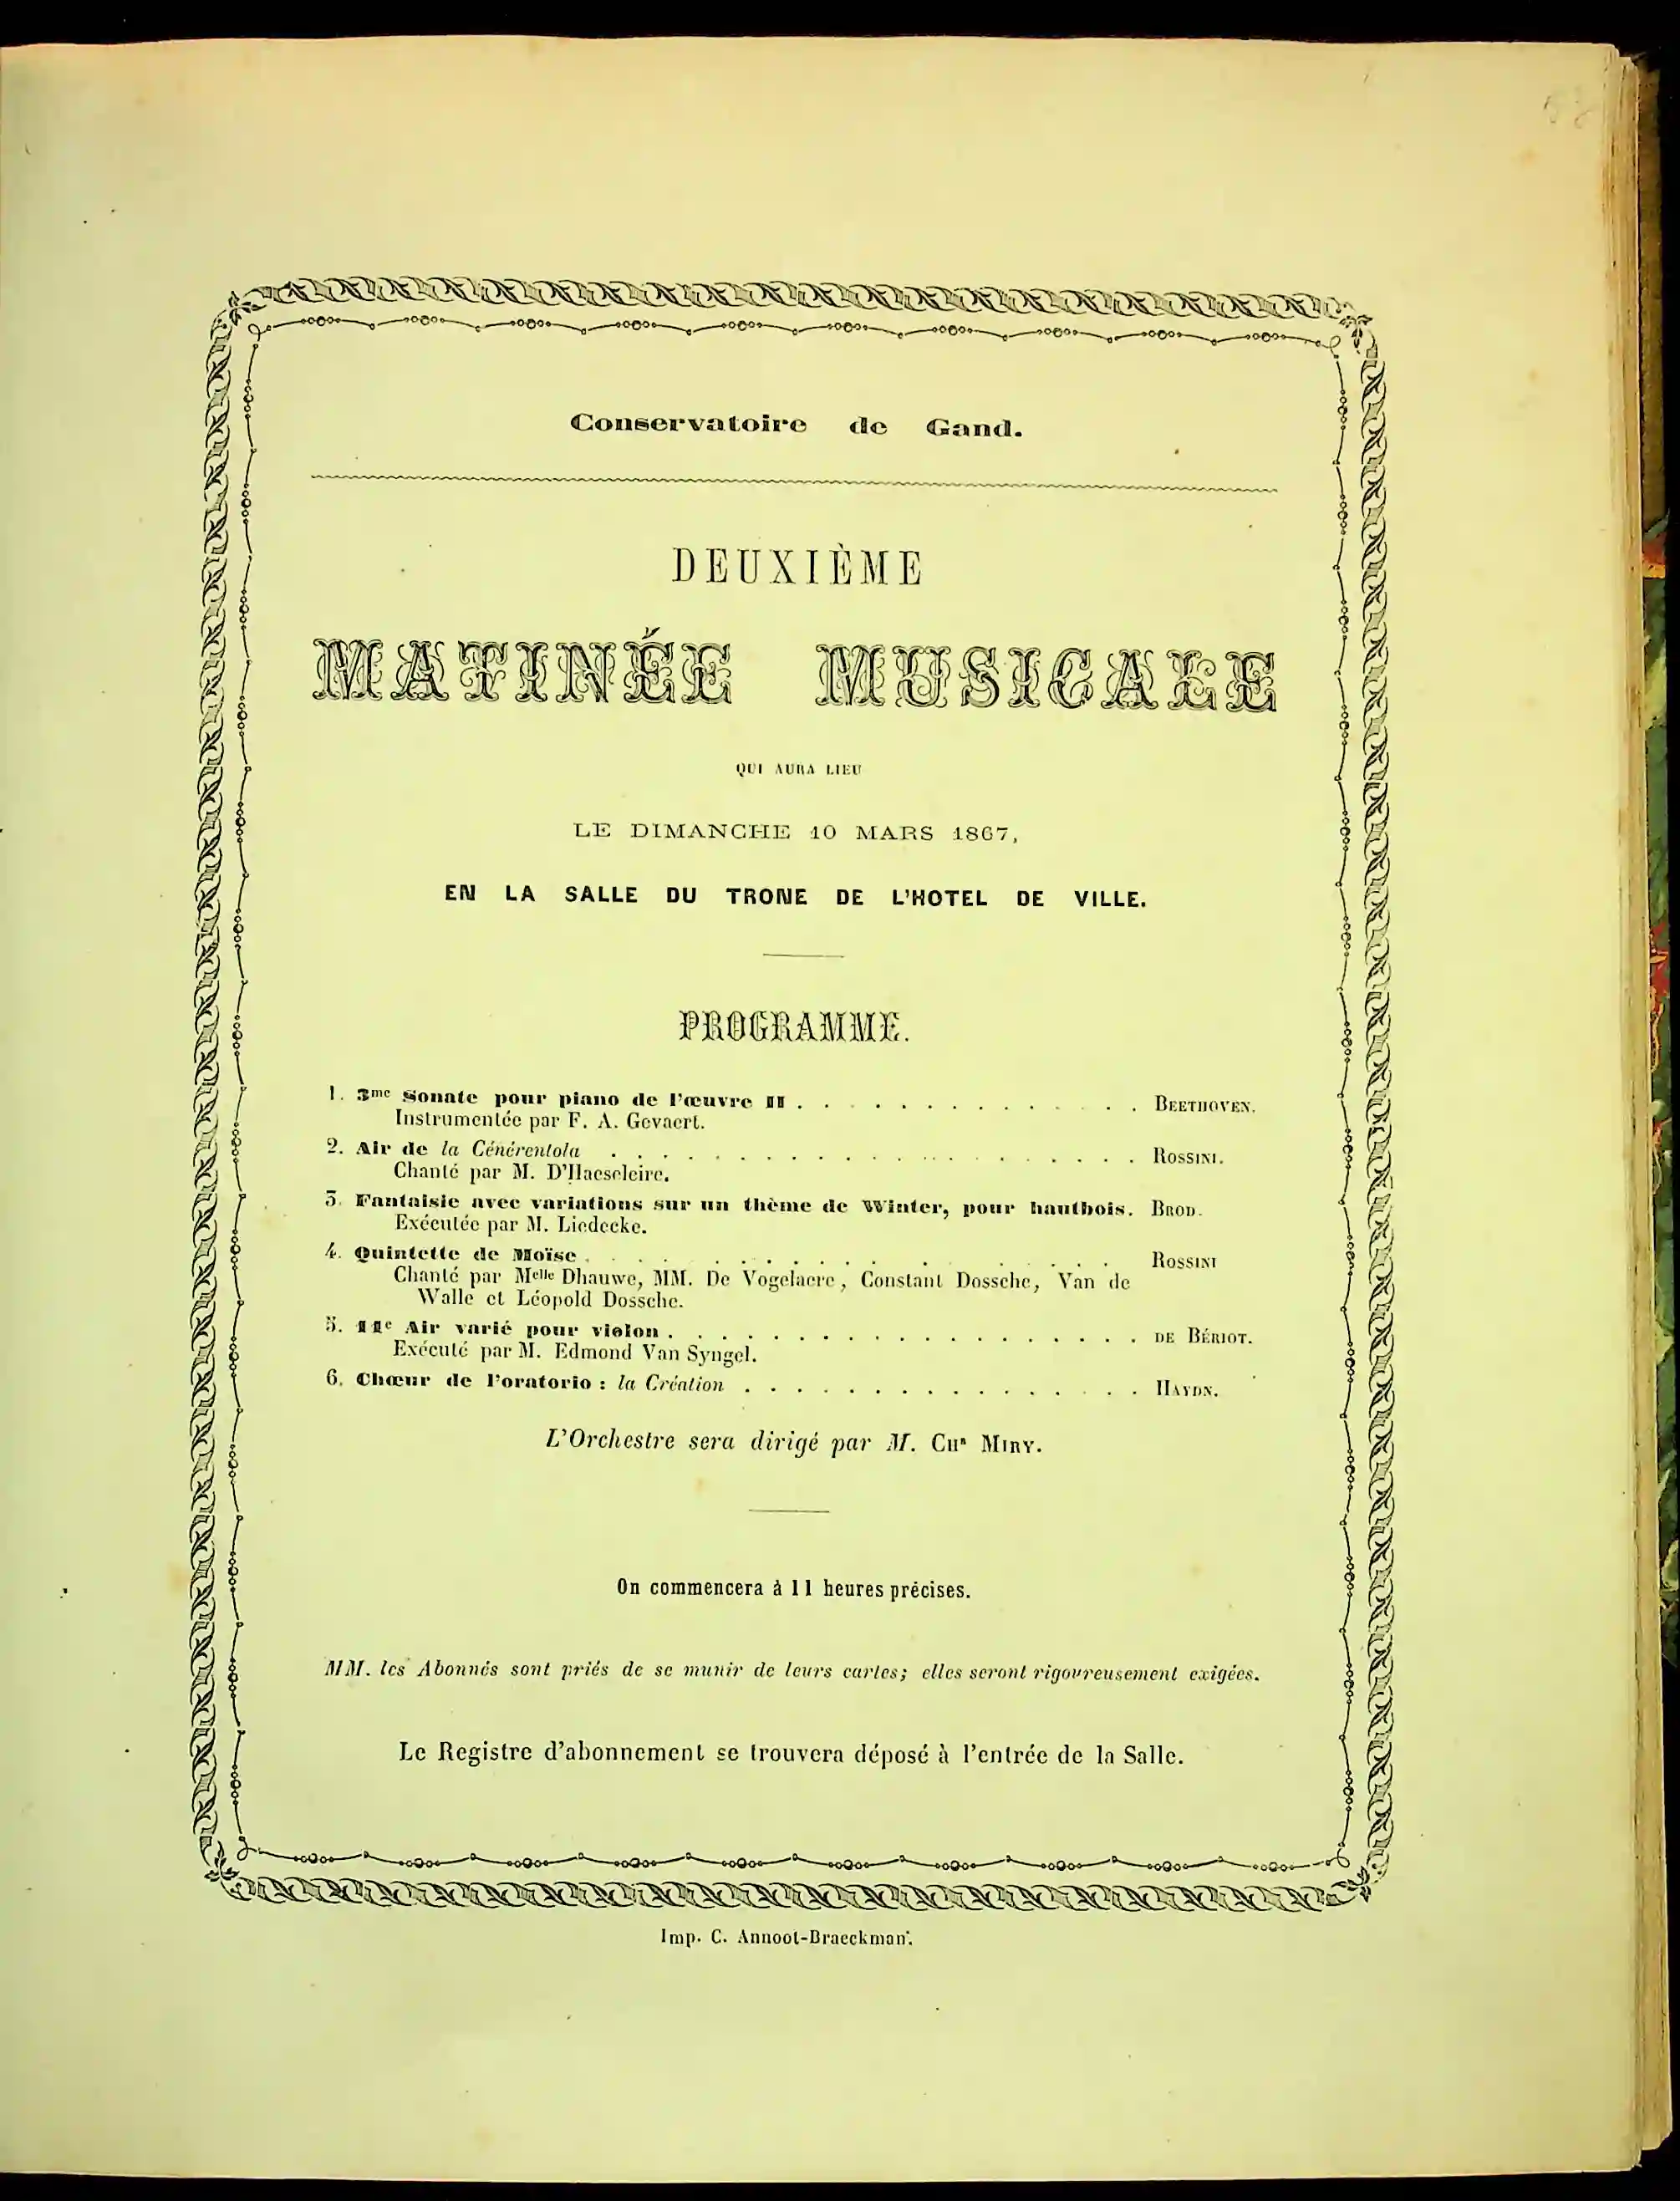 Conservatoire de Gand.
DEUXIÈME
MATINÉE MUSICALE
QUI AURA LIEU
LE DIMANCHE 10 MARS 1867,
EN LA SALLE DU TRONE DE L'HOTEL DE VILLE.
PROGRAMME.
1. 3me Sonate pour piano de l'œuvre II . . . . . . . . . . . . . . BEETHOVEN.
Instrumentée par F. A. Gevaert.
2. Air de la Cénérentola . . . . . . . . . . . . . . . . . . . . . ROSSINI.
Chanté par M. D'Haeseleire.
3. Fantaisie avec variations sur un thème de Winter, pour hautbois. BROD.
Exécutée par M. Liedecke.
4. Quintette de Moïse . . . . . . . . . . . . . . . . . . . ROSSINI
Chanté par Melle Dhauwe, MM. De Vogelaere, Constant Dossche, Van de
Walle et Léopold Dossche.
5. 11e Air varié pour violon . . . . . . . . . . . . . . . . . . . DE BÉRIOT.
Exécuté par M. Edmond Van Syngel.
6. Chœur de l'oratorio : la Création . . . . . . . . . . . . . . . . HAYDN.
L'Orchestre sera dirigé par M. CHs MIRY.
On commencera à 11 heures précises.
MM. les Abonnés sont priés de se munir de leurs cartes; elles seront rigoureusement exigées.
Le Registre d'abonnement se trouvera déposé à l'entrée de la Salle.
Imp. C. Annoot-Braeckman.